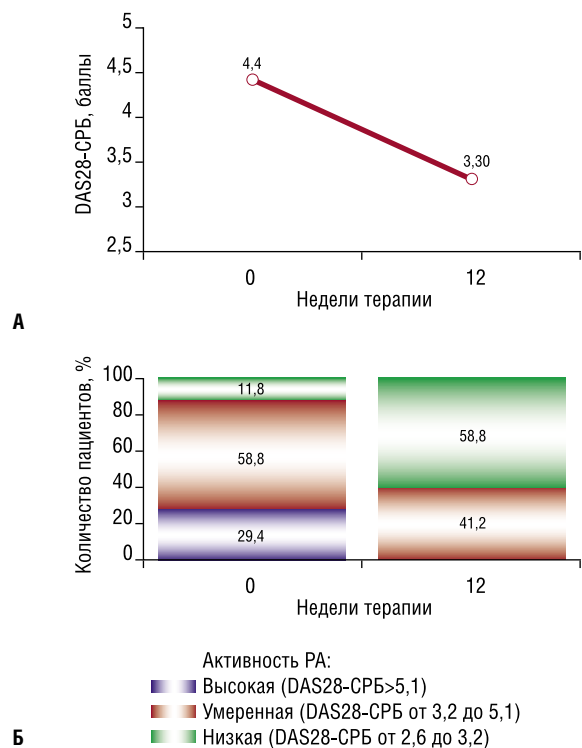 5
4,5
4
3,5
3
2,5
DAS28-СРБ, баллы
4,4
3,30
0
12
Недели терапии
А
100
80
60
40
20
0
Количество пациентов, %
11,8
58,8
29,4
58,8
41,2
0
12
Недели терапии
Активность РА:
Высокая (DAS28-СРБ>5,1)
Умеренная (DAS28-СРБ от 3,2 до 5,1)
Низкая (DAS28-СРБ от 2,6 до 3,2)
Б